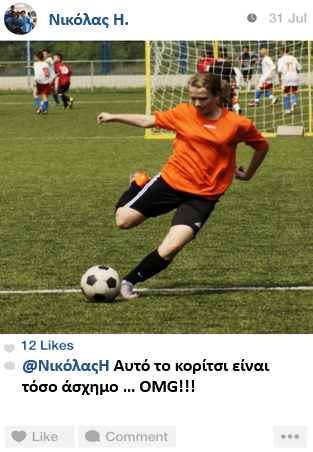 Νικόλας Η.
31 Jul
12 Likes
@ΝικόλαςΗ Αυτό το κορίτσι είναι
τόσο άσχημο ... OMG!!!
Like
Comment